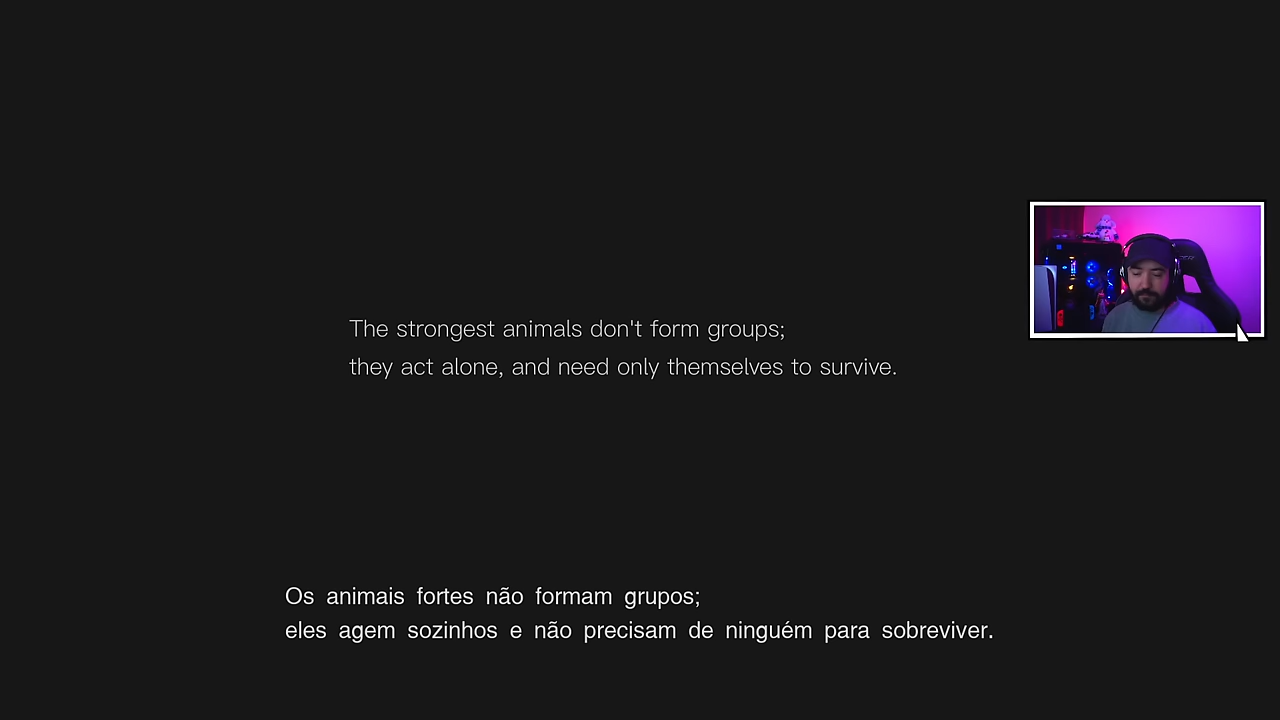 The strongest animals don't form groups;
they act alone, and need only themselves to survive.
Os animais fortes não formam grupos;
eles agem sozinhos e não precisam de ninguém para sobreviver.